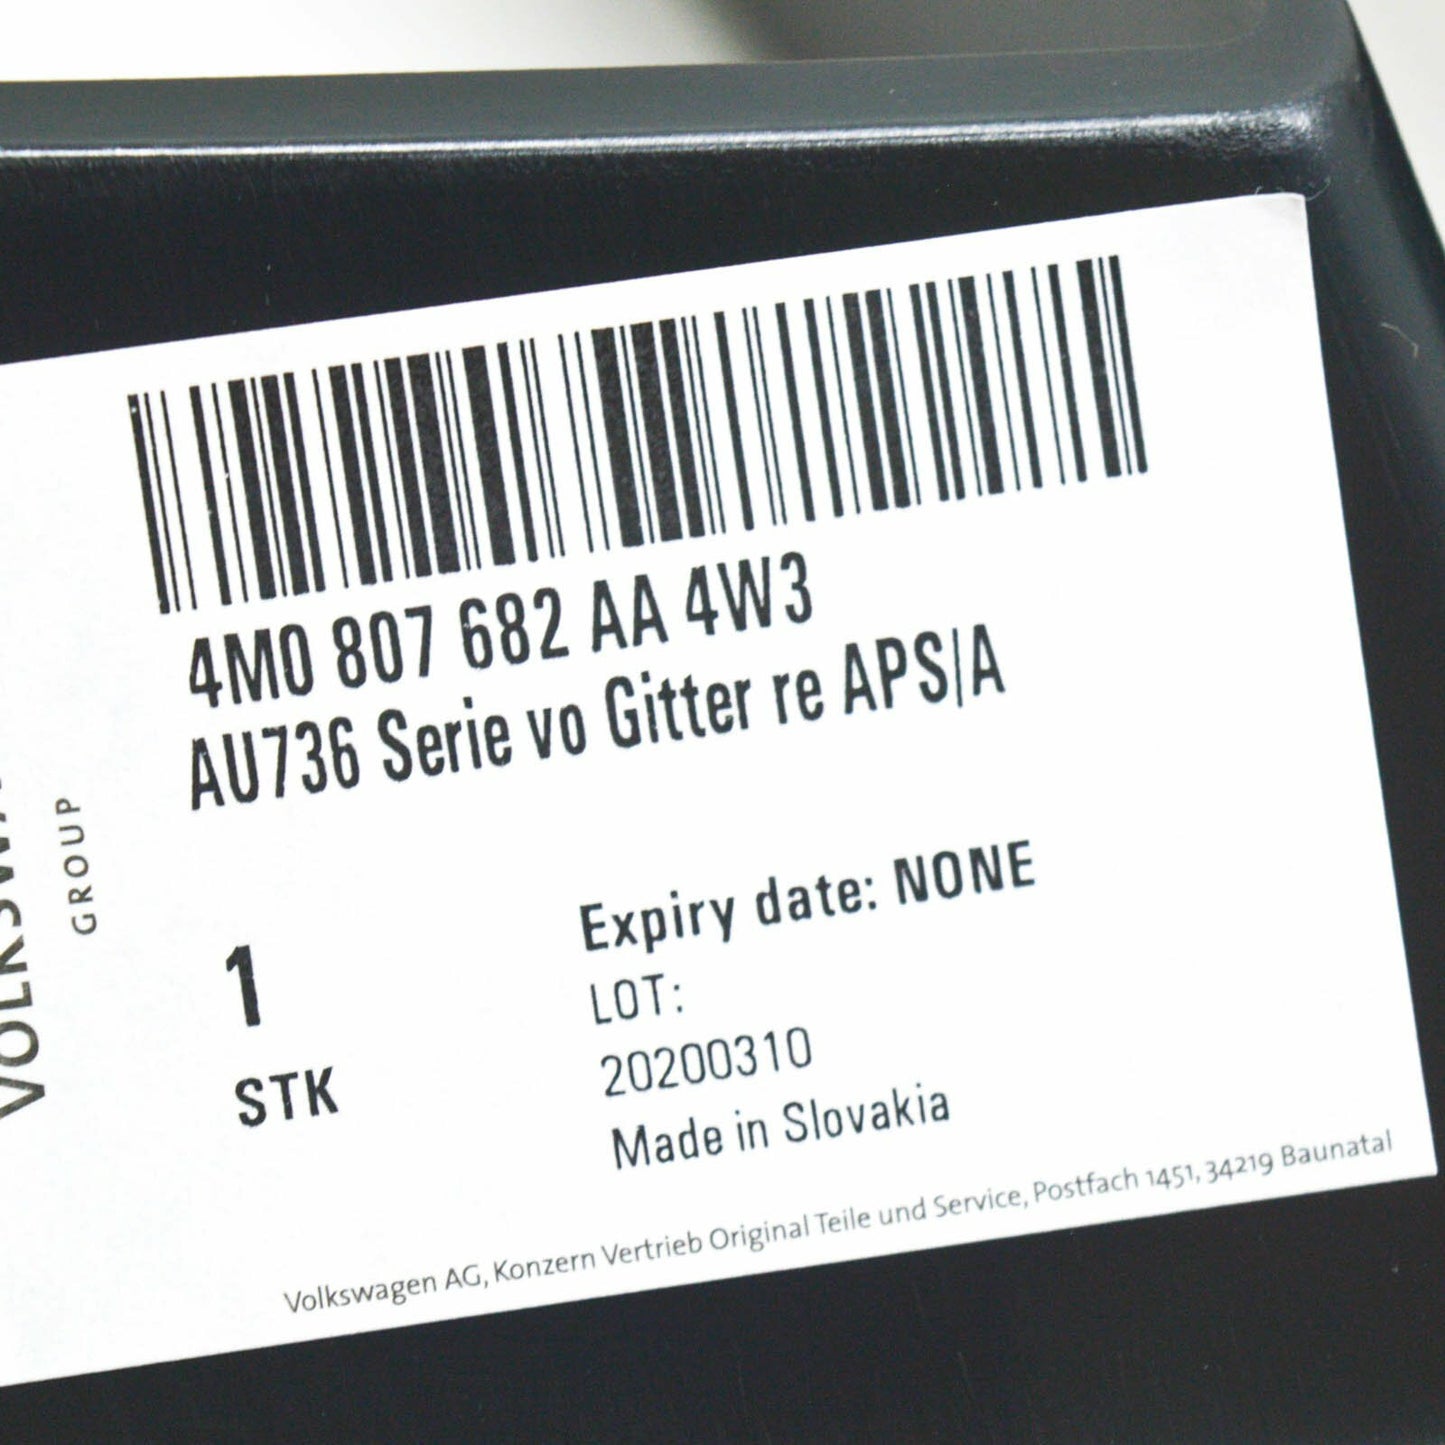 4M0 807 682 AA 4W3
AU736 Serie vo Gitter re APS/A
GROUP
1
STK
Expiry date: NONE
LOT:
20200310
Made in Slovakia
Volkswagen AG, Konzern Vertrieb Original Teile und Service, Postfach 1451, 34219 Baunatal